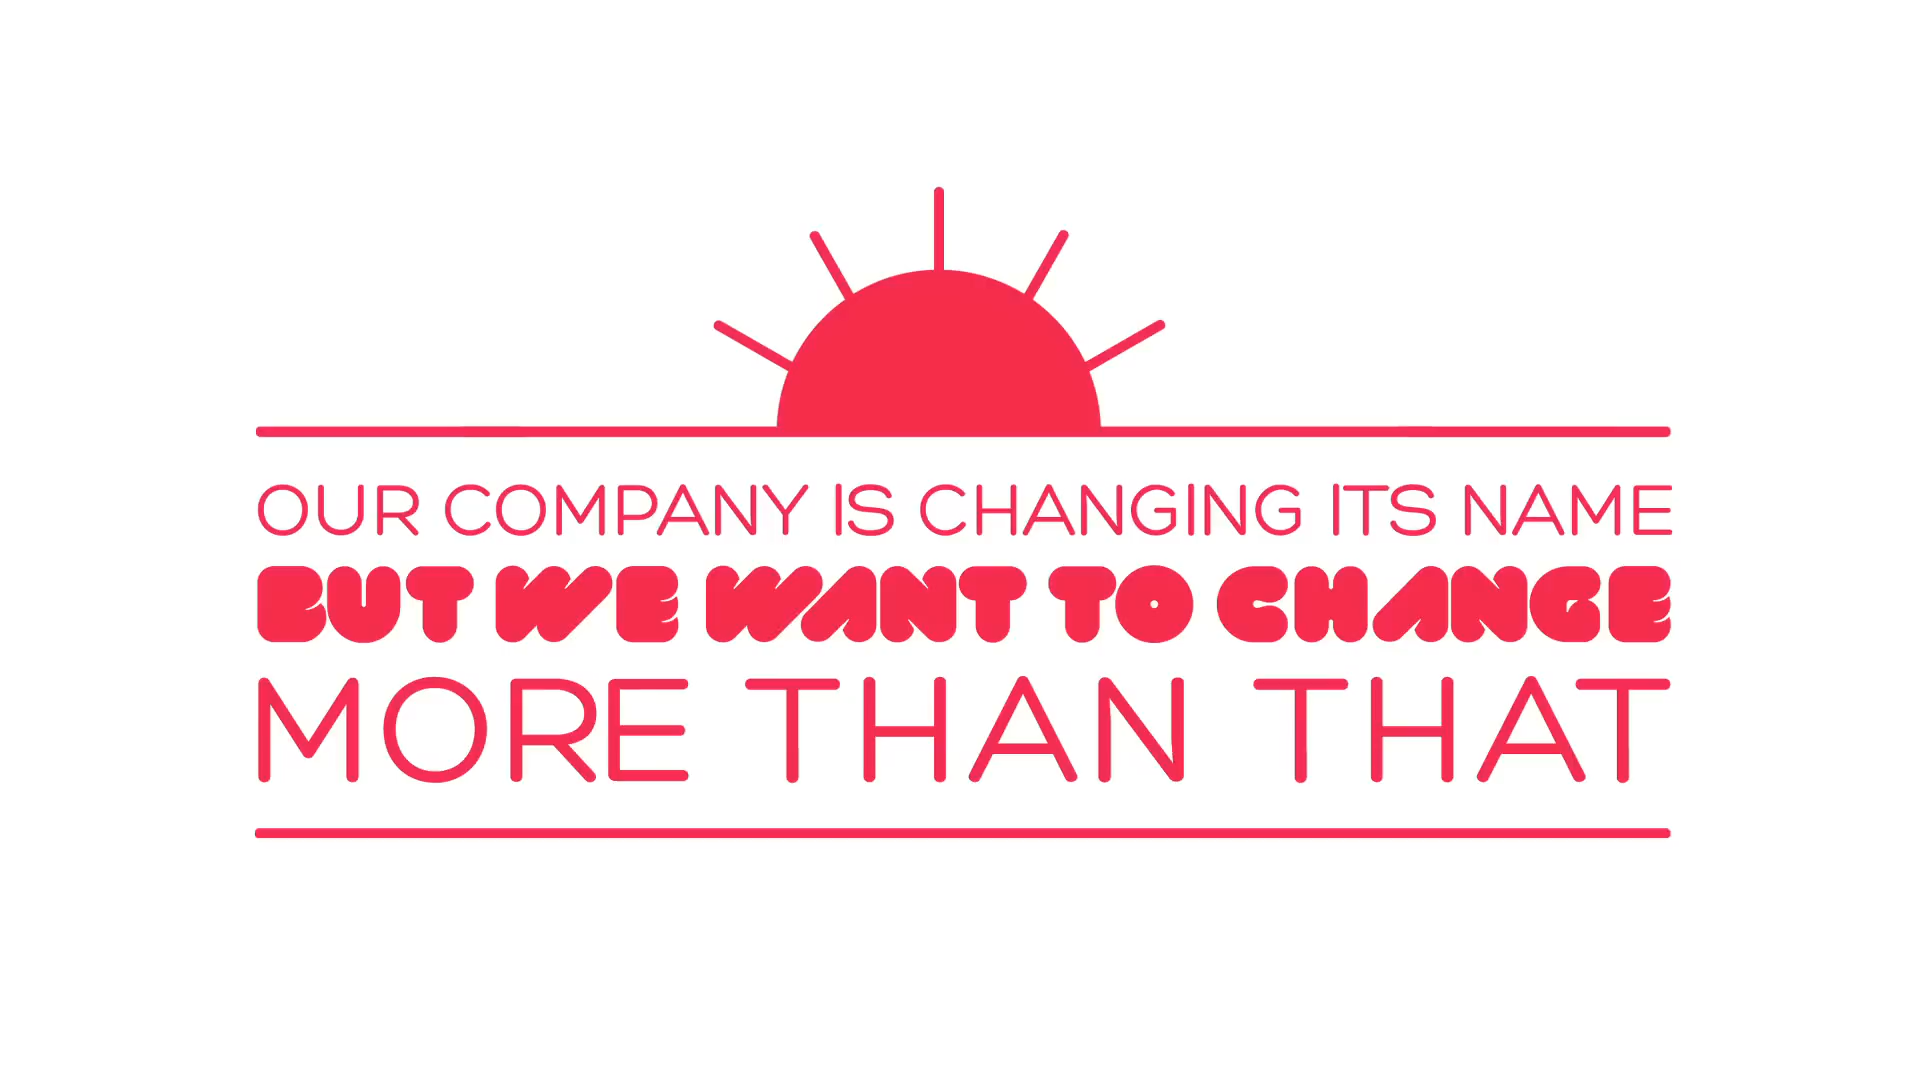 OUR COMPANY IS CHANGING ITS NAME
BUT WE WANT TO CHANGE
MORE THAN THAT